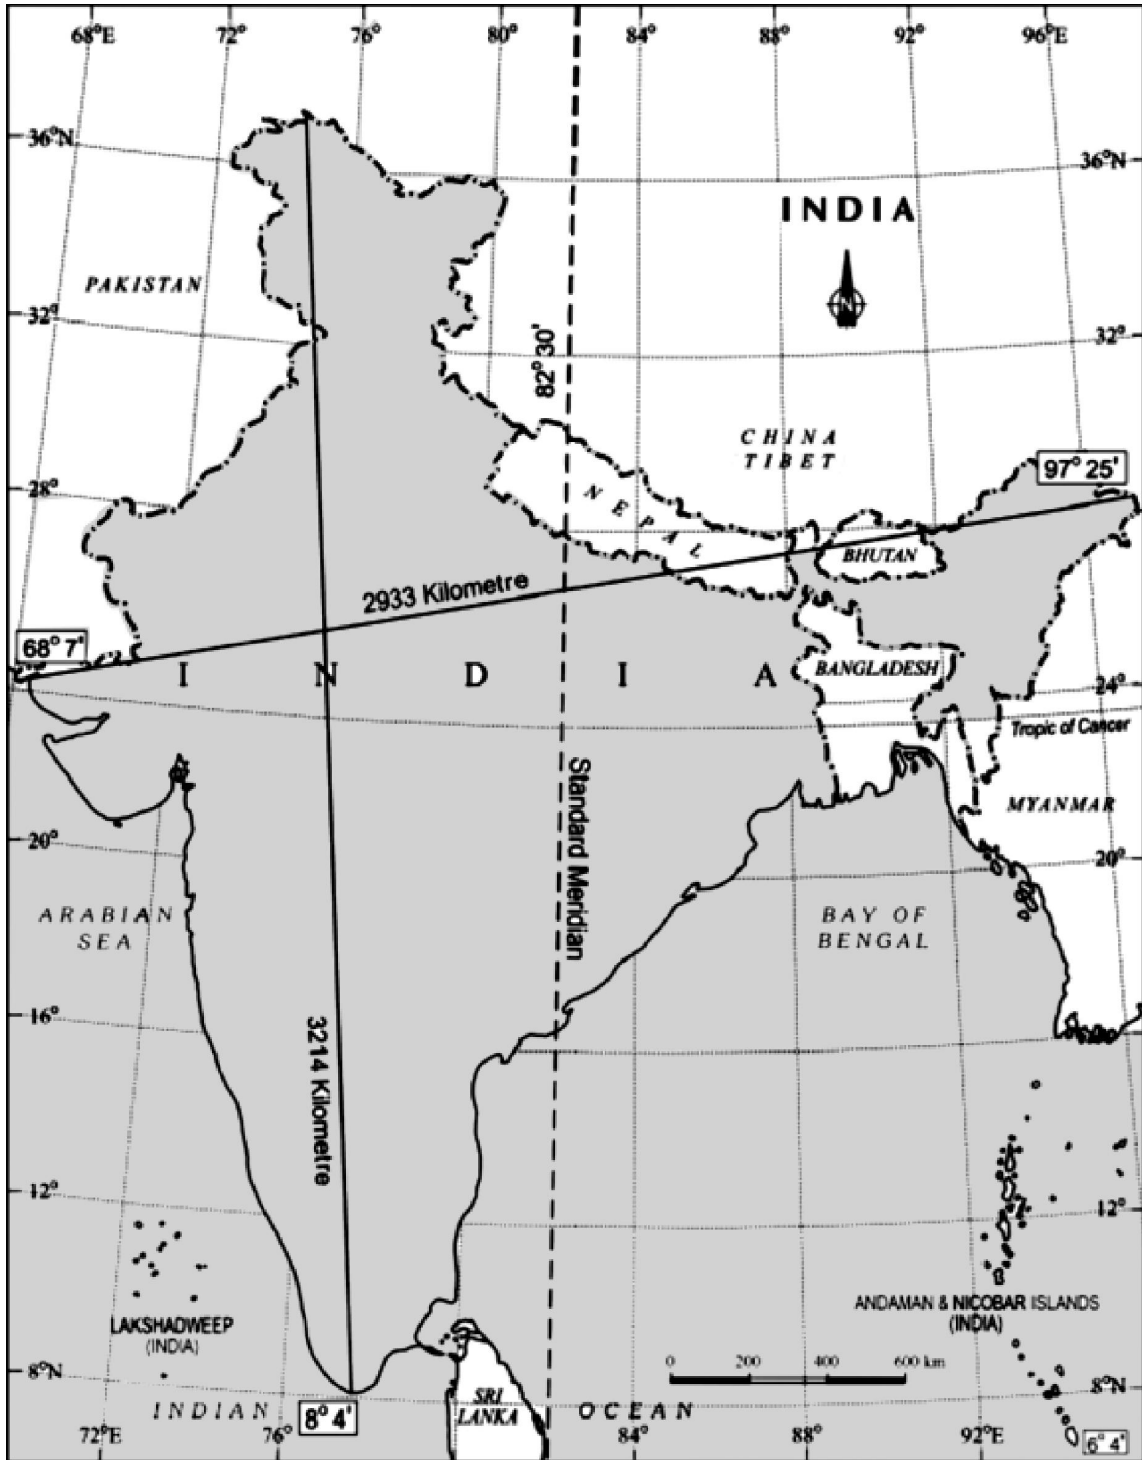 68°E
72°
76°
80°
84°
88°
92°
96°E
36°N
36°N
INDIA
PAKISTAN
N
32°
32°
82° 30'
CHINA
TIBET
97° 25'
28°
NEPAL
BHUTAN
2933 Kilometre
68° 7'
INDIA
BANGLADESH
24°
Tropic of Cancer
Standard Meridian
MYANMAR
20°
20°
ARABIAN
SEA
BAY OF
BENGAL
16°
3214 Kilometre
12°
12°
LAKSHADWEEP
(INDIA)
ANDAMAN & NICOBAR ISLANDS
(INDIA)
0 200 400 600 km
8°N
8°N
SRI
LANKA
INDIAN
8° 4'
OCEAN
72°E
76°
84°
88°
92°E
6° 4'